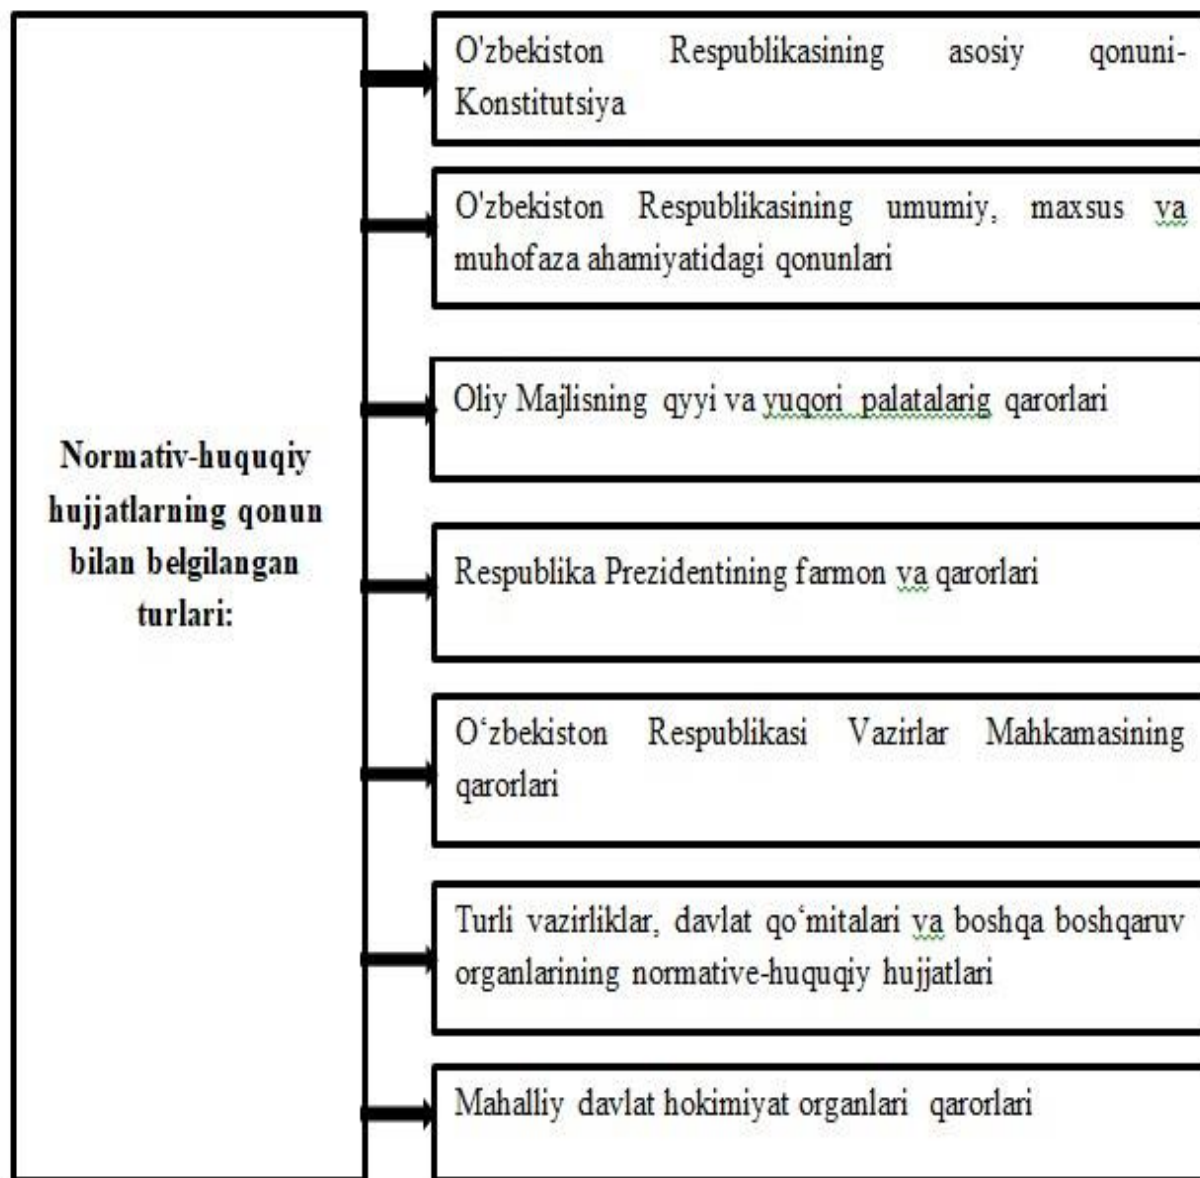 Normativ-huquqiy
hujjatlarning qonun
bilan belgilangan
turlari:
O'zbekiston Respublikasining asosiy qonuni-
Konstitutsiya
O'zbekiston Respublikasining umumiy, maxsus va
muhofaza ahamiyatidagi qonunlari
Oliy Majlisning qyyi va yuqori palatalarig qarorlari
Respublika Prezidentining farmon va qarorlari
O‘zbekiston Respublikasi Vazirlar Mahkamasining
qarorlari
Turli vazirliklar, davlat qo‘mitalari va boshqa boshqaruv
organlarining normative-huquqiy hujjatlari
Mahalliy davlat hokimiyat organlari qarorlari